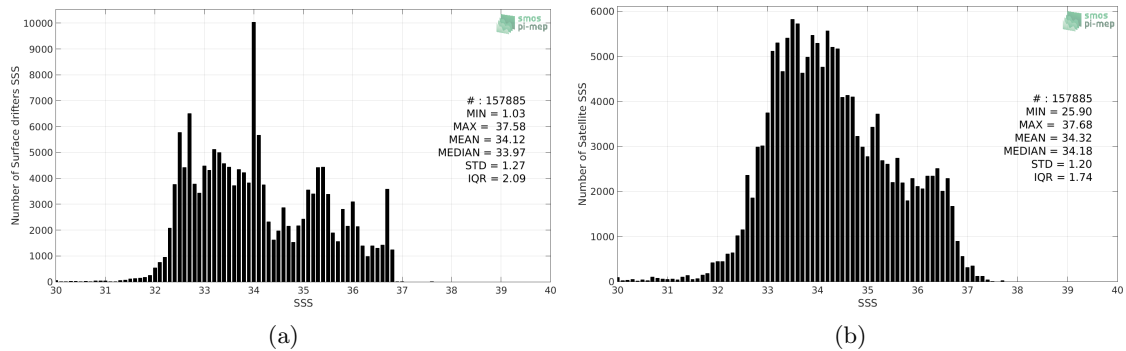 smos
pi-mep
Number of Surface drifters SSS
10000
9000
8000
7000
6000
5000
4000
3000
2000
1000
0
# : 157885
MIN = 1.03
MAX = 37.58
MEAN = 34.12
MEDIAN = 33.97
STD = 1.27
IQR = 2.09
30 31 32 33 34 35 36 37 38 39 40
SSS
(a)
smos
pi-mep
Number of Satellite SSS
6000
5000
4000
3000
2000
1000
0
# : 157885
MIN = 25.90
MAX = 37.68
MEAN = 34.32
MEDIAN = 34.18
STD = 1.20
IQR = 1.74
30 31 32 33 34 35 36 37 38 39 40
SSS
(b)